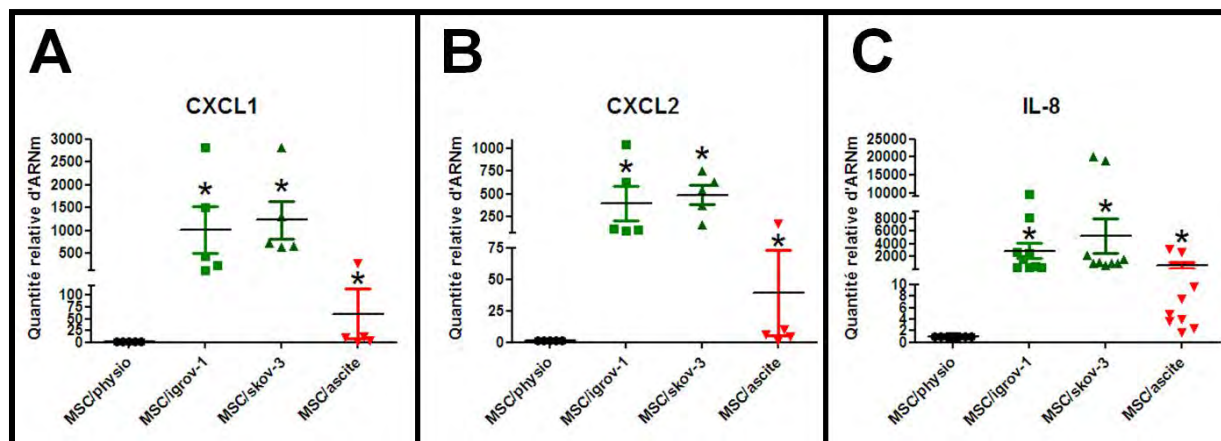 A
CXCL1
Quantité relative d'ARNm
3000
2500
2000
1500
1000
500
100
75
50
25
0
*
*
*
MSC/physio
MSC/igrov-1
MSC/skov-3
MSC/ascite
B
CXCL2
Quantité relative d'ARNm
1000
750
500
250
75
50
25
0
*
*
*
MSC/physio
MSC/igrov-1
MSC/skov-3
MSC/ascite
C
IL-8
Quantité relative d'ARNm
25000
20000
15000
10000
8000
6000
4000
2000
10
8
6
4
2
0
*
*
*
MSC/physio
MSC/igrov-1
MSC/skov-3
MSC/ascite